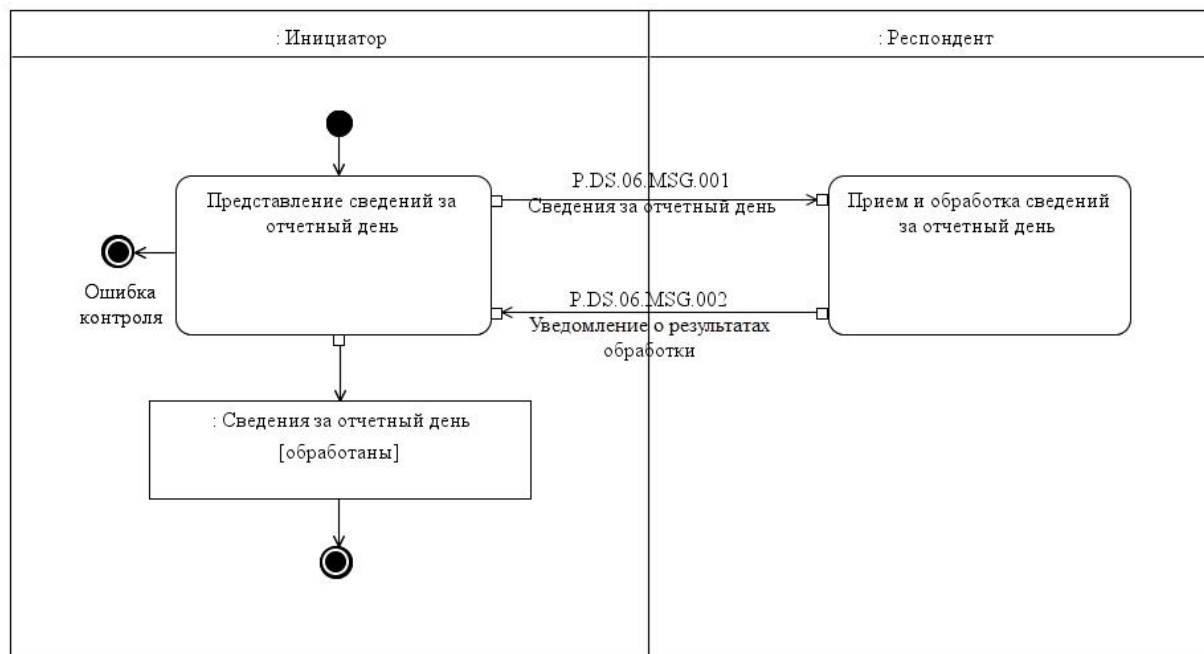 : Инициатор
: Респондент
Представление сведений за
отчетный день
P.DS.06.MSG.001
Сведения за отчетный день
Прием и обработка сведений
за отчетный день
Ошибка
контроля
P.DS.06.MSG.002
Уведомление о результатах
обработки
: Сведения за отчетный день
[обработаны]